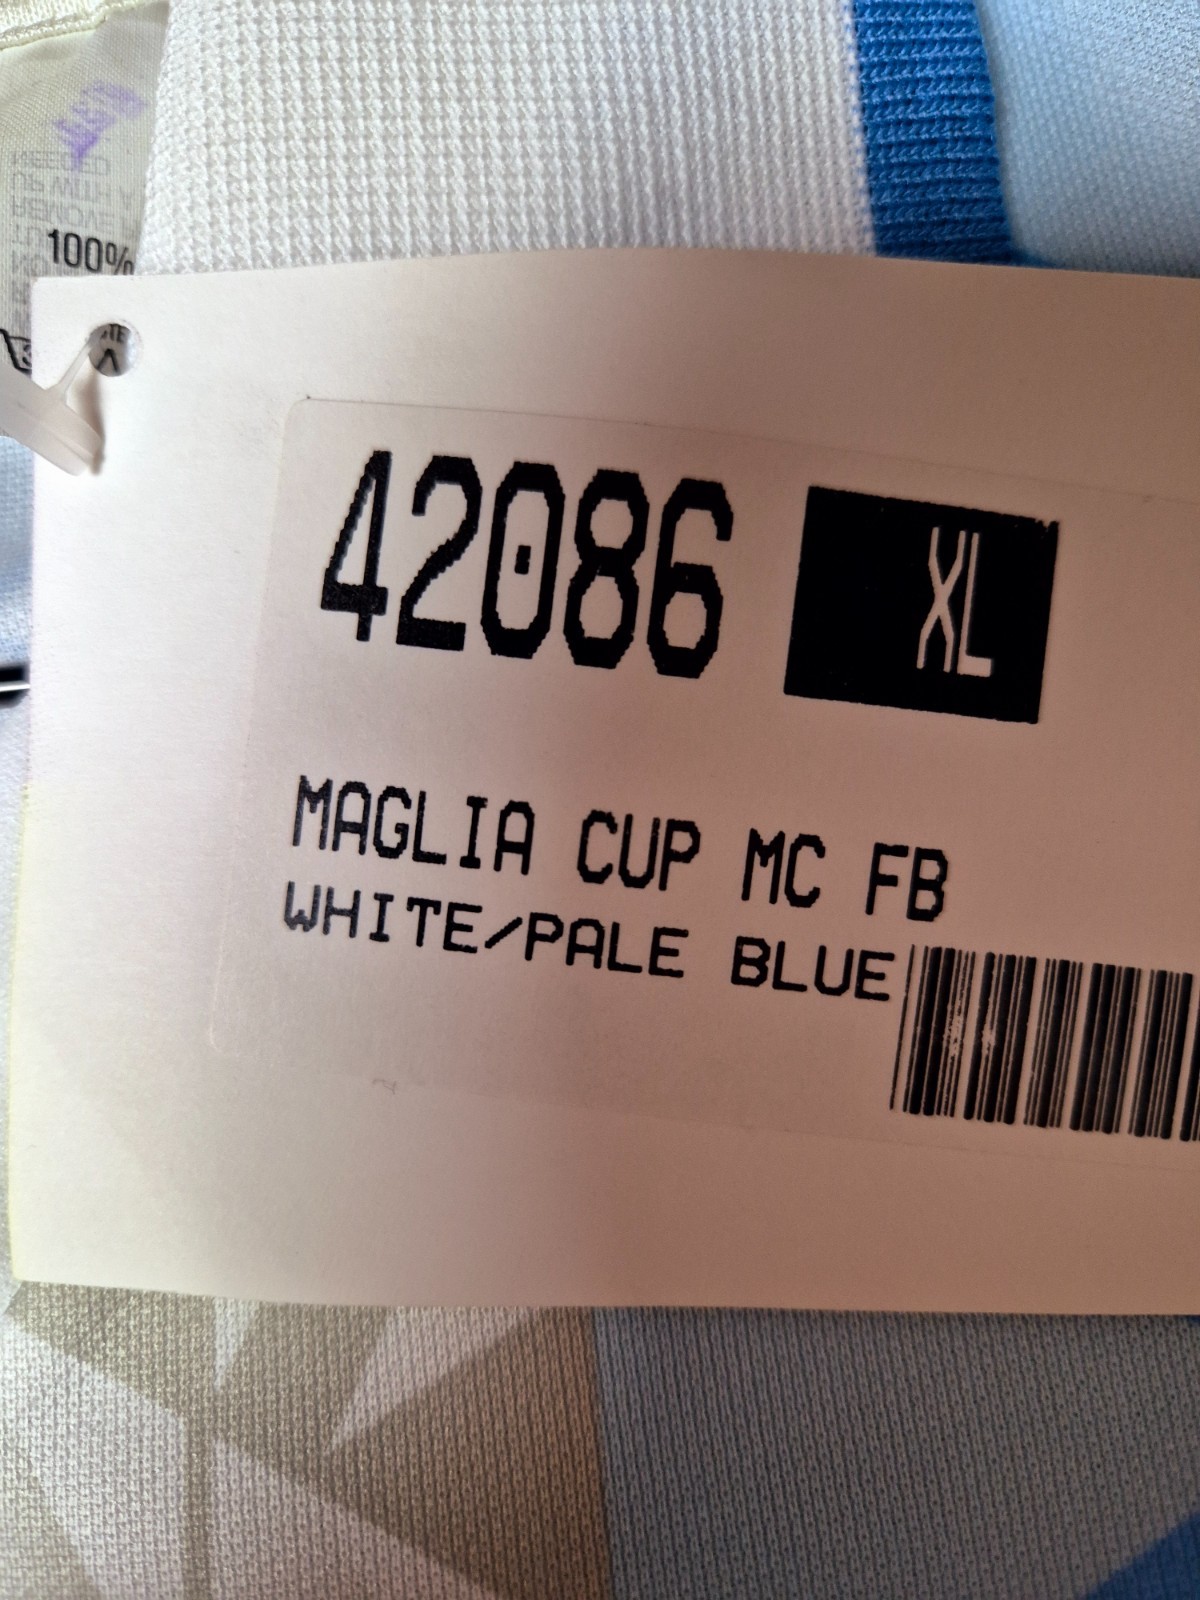 100%
42086 XL
MAGLIA CUP MC FB
WHITE/PALE BLUE